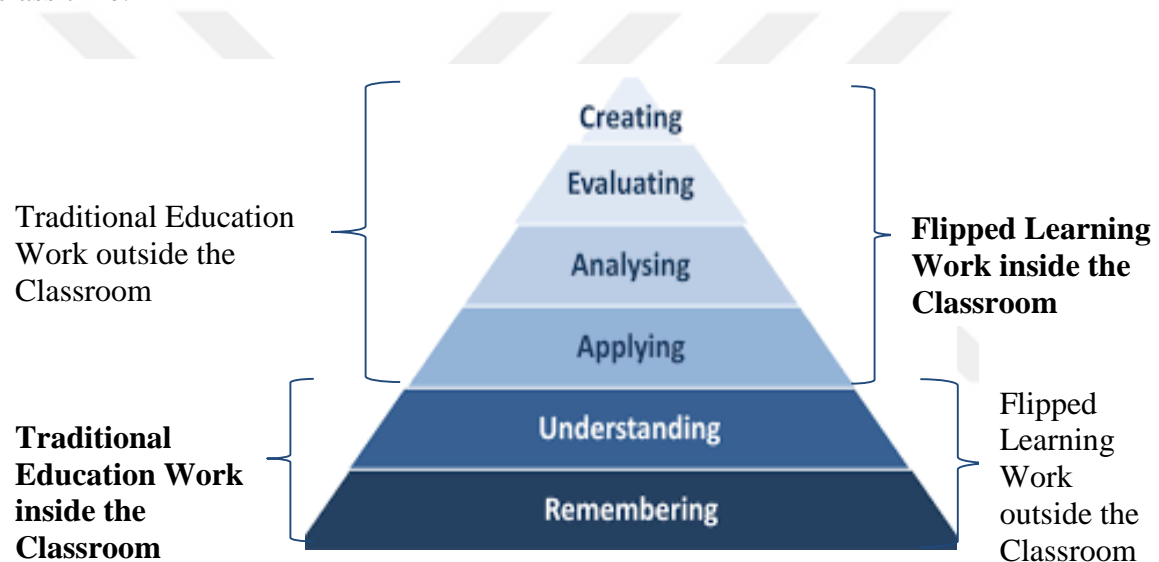 Creating
Evaluating
Analysing
Applying
Understanding
Remembering
Traditional Education
Work outside the
Classroom
Traditional
Education Work
inside the
Classroom
Flipped Learning
Work inside the
Classroom
Flipped
Learning
Work
outside the
Classroom